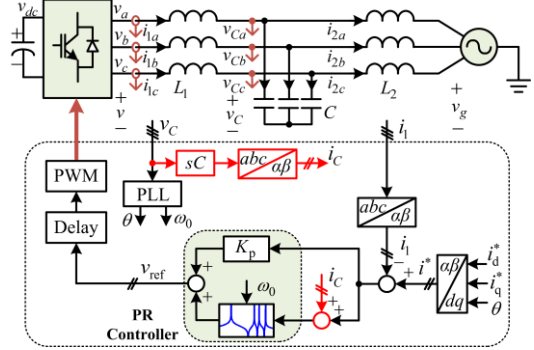 v_dc
v_a
v_b
v_c
i_1a
i_1b
i_1c
L_1
v_Ca
v_Cb
v_Cc
C
i_2a
i_2b
i_2c
L_2
+
v
−
+
v_C
−
+
v_g
−
v_C
i_1
sC
abc
αβ
i_C
PWM
PLL
θ
ω_0
Delay
abc
αβ
K_p
i_1
v_ref
+
+
ω_0
i_C
+
+
−
+
i^*
αβ
dq
i_d^*
i_q^*
θ
PR
Controller